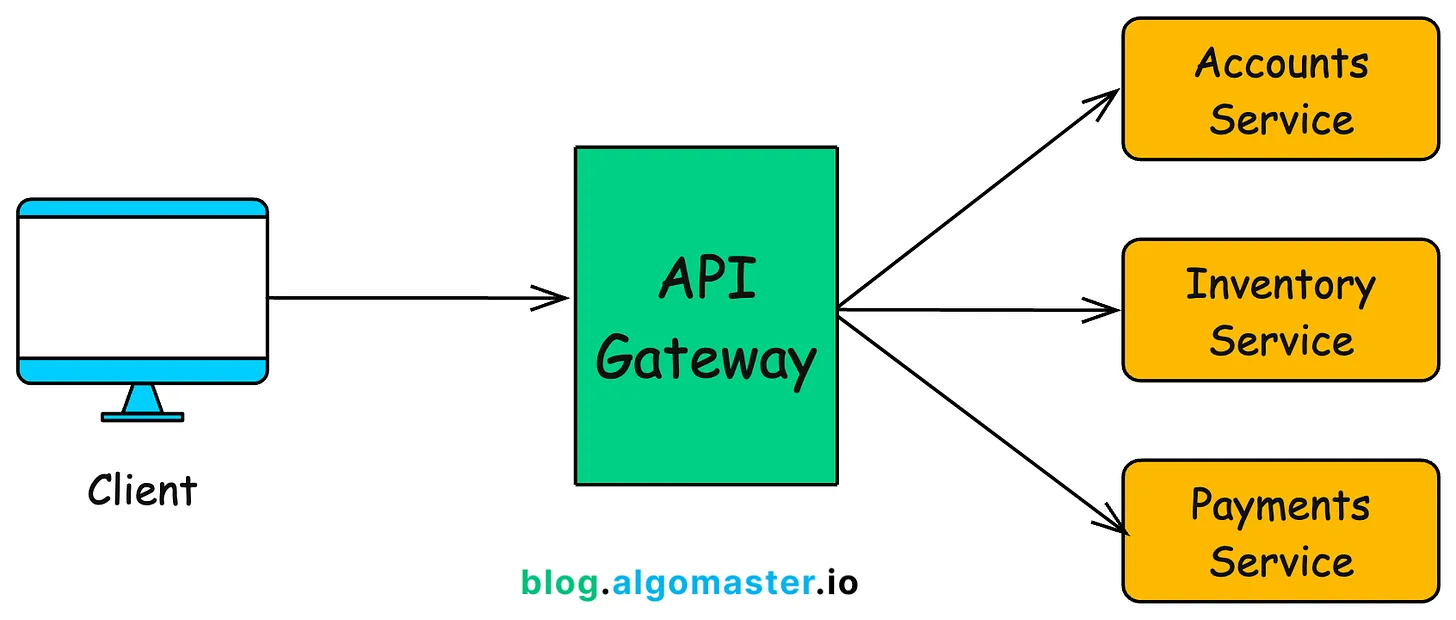 Accounts
Service
API
Gateway
Inventory
Service
Client
Payments
Service
blog.algomaster.io